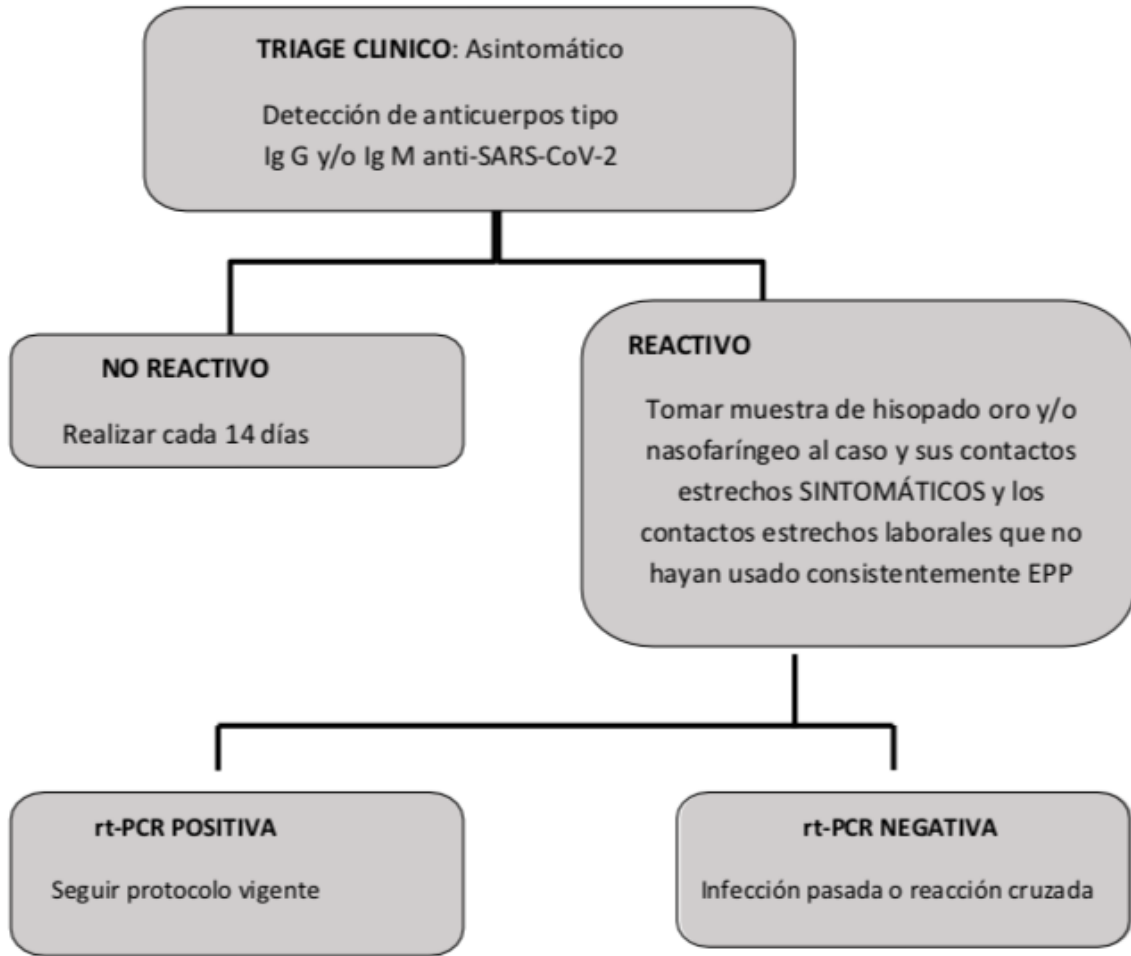 TRIAGE CLINICO: Asintomático
Detección de anticuerpos tipo
Ig G y/o Ig M anti-SARS-CoV-2
NO REACTIVO
Realizar cada 14 días
REACTIVO
Tomar muestra de hisopado oro y/o
nasofaríngeo al caso y sus contactos
estrechos SINTOMÁTICOS y los
contactos estrechos laborales que no
hayan usado consistentemente EPP
rt-PCR POSITIVA
Seguir protocolo vigente
rt-PCR NEGATIVA
Infección pasada o reacción cruzada